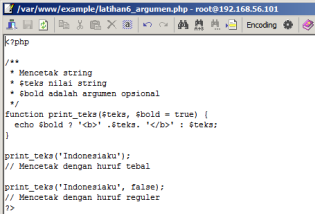 /var/www/example/latihan6_argumen.php - root@192.168.56.101
Encoding
<?php
/**
* Mencetak string
* $teks nilai string
* $bold adalah argumen opsional
*/
function print_teks($teks, $bold = true) {
echo $bold ? '<b>' .$teks. '</b>' : $teks;
}
print_teks('Indonesiaku');
// Mencetak dengan huruf tebal
print_teks('Indonesiaku', false);
// Mencetak dengan huruf reguler
?>